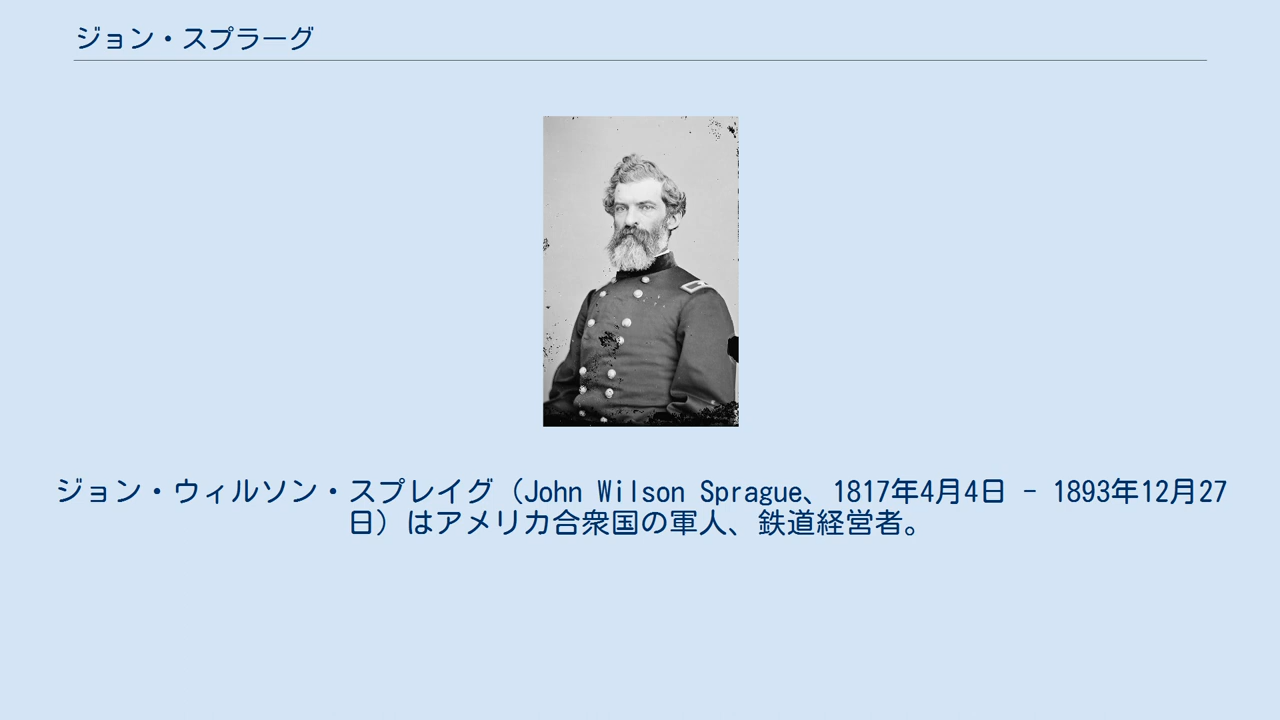 ジョン・スプラーグ
ジョン・ウィルソン・スプレイグ（John Wilson Sprague、1817年4月4日 - 1893年12月27
日）はアメリカ合衆国の軍人、鉄道経営者。